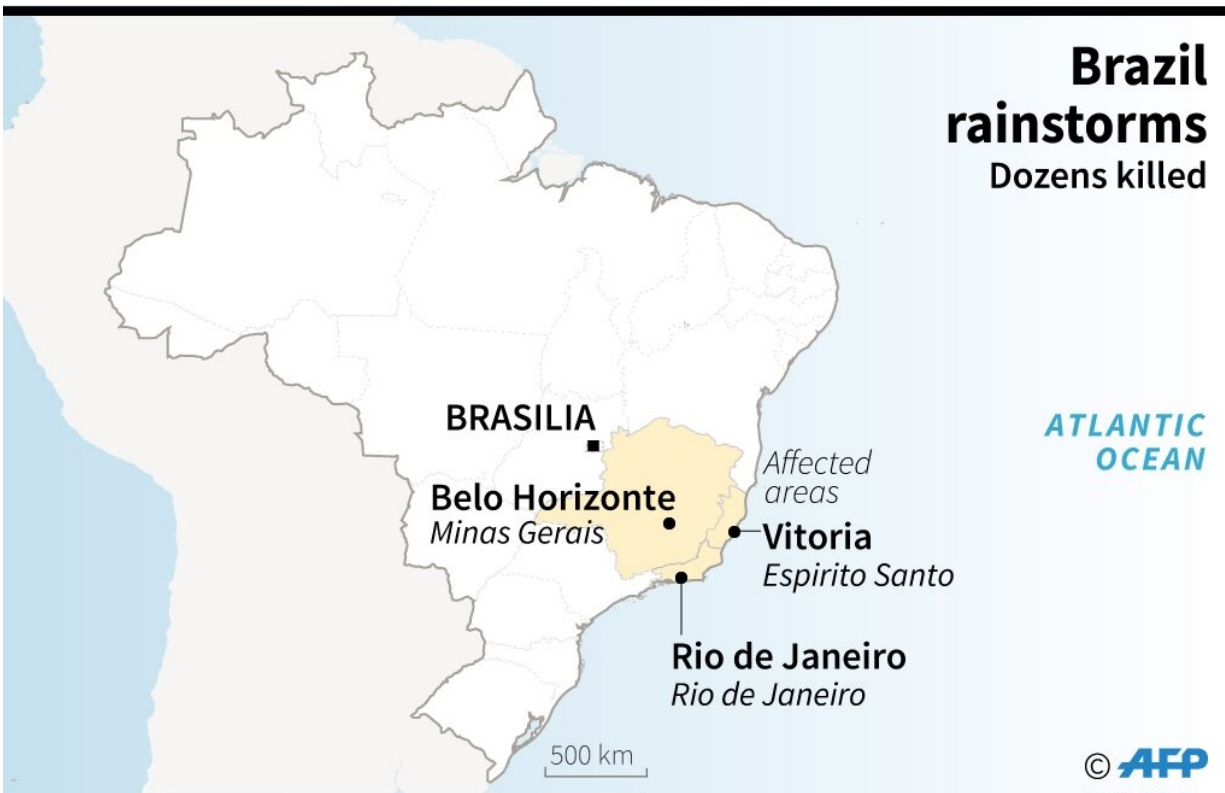 Brazil
rainstorms
Dozens killed
BRASILIA
ATLANTIC
OCEAN
Affected
areas
Belo Horizonte
Minas Gerais
Vitoria
Espirito Santo
Rio de Janeiro
Rio de Janeiro
500 km
© AFP